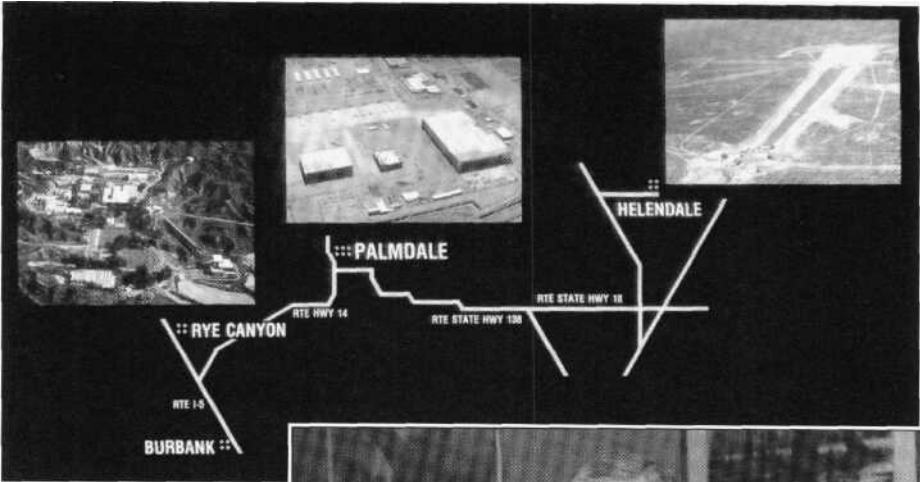 HELENDALE
PALMDALE
RTE STATE HWY 18
RTE HWY 14
RTE STATE HWY 138
RYE CANYON
RTE I-5
BURBANK